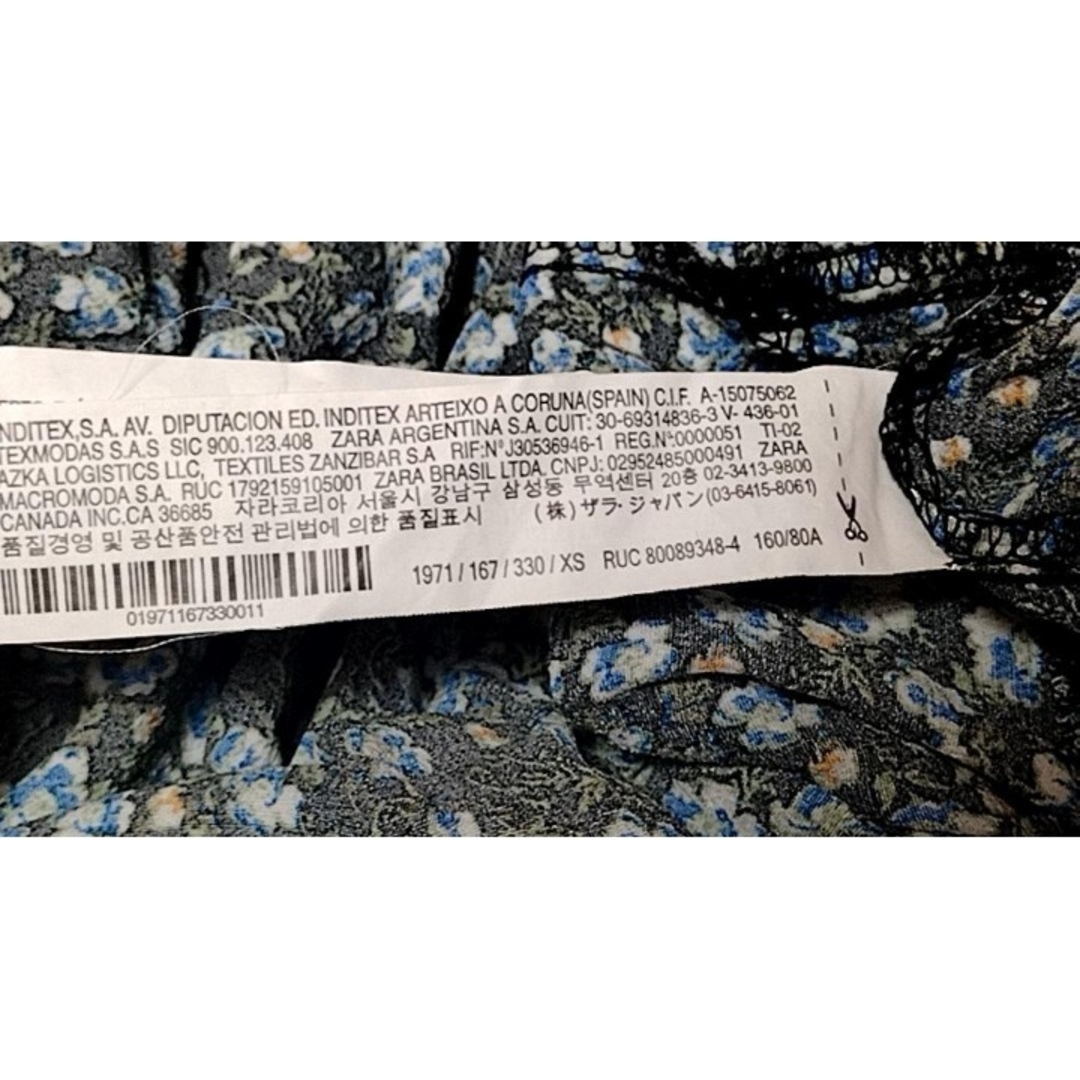 NDITEX,S.A. AV. DIPUTACION ED. INDITEX ARTEIXO A CORUNA(SPAIN) C.I.F. A-15075062
TEXMODAS S.A.S SIC 900.123.408 ZARA ARGENTINA S.A. CUIT: 30-69314836-3 V- 436-01
AZKA LOGISTICS LLC, TEXTILES ZANZIBAR S.A RIF:N°J30536946-1 REG.N°:0000051 TI-02
MACROMODA S.A. RUC 1792159105001 ZARA BRASIL LTDA. CNPJ: 02952485000491 ZARA
CANADA INC.CA 36685 자라코리아 서울시 강남구 삼성동 무역센터 20층 02-3413-9800
품질경영 및 공산품안전 관리법에 의한 품질표시 (株)ザラ・ジャパン(03-6415-8061)
1971 / 167 / 330 / XS RUC 80089348-4 160/80A
01971167330011